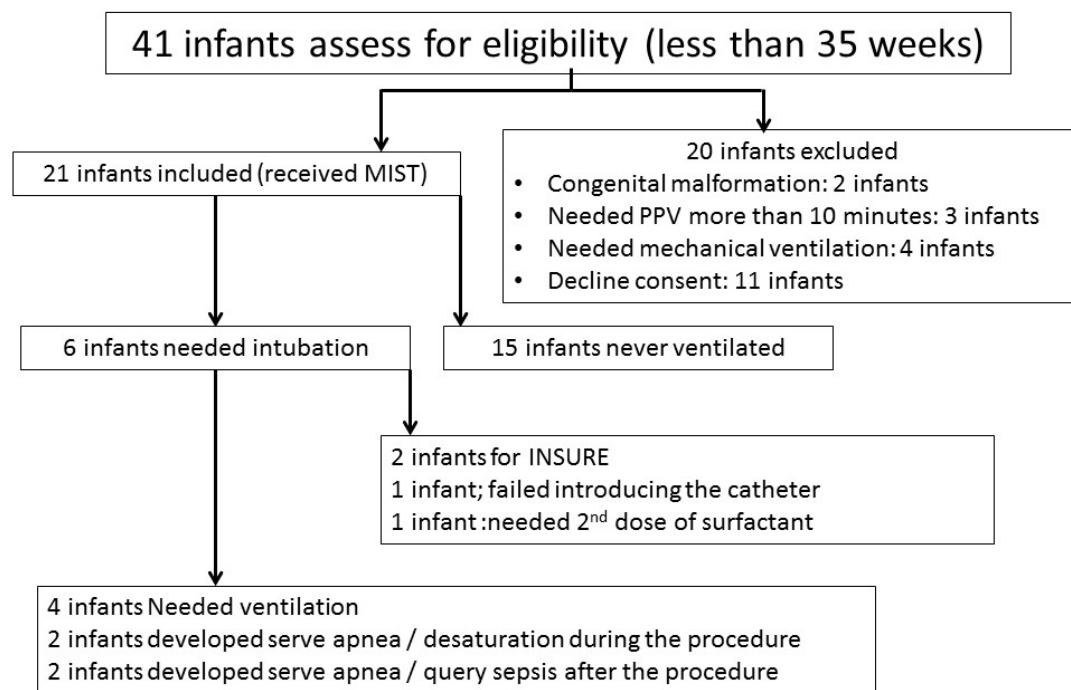 41 infants assess for eligibility (less than 35 weeks)
21 infants included (received MIST)
20 infants excluded
• Congenital malformation: 2 infants
• Needed PPV more than 10 minutes: 3 infants
• Needed mechanical ventilation: 4 infants
• Decline consent: 11 infants
6 infants needed intubation
15 infants never ventilated
2 infants for INSURE
1 infant; failed introducing the catheter
1 infant :needed 2nd dose of surfactant
4 infants Needed ventilation
2 infants developed serve apnea / desaturation during the procedure
2 infants developed serve apnea / query sepsis after the procedure